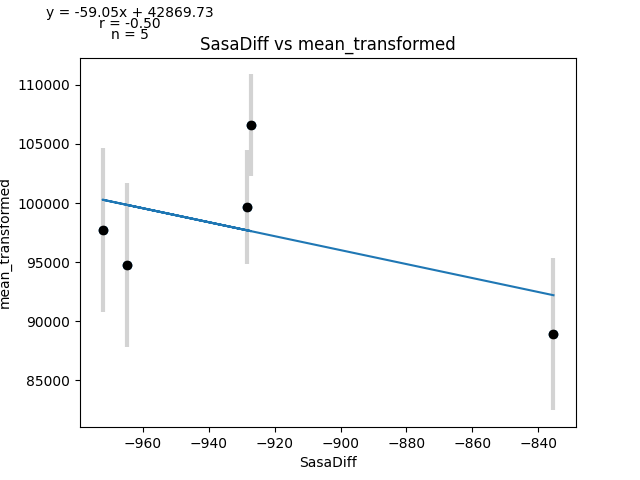 y = -59.05x + 42869.73
r = -0.50
n = 5
SasaDiff vs mean_transformed
110000
105000
100000
95000
90000
85000
mean_transformed
−960
−940
−920
−900
−880
−860
−840
SasaDiff